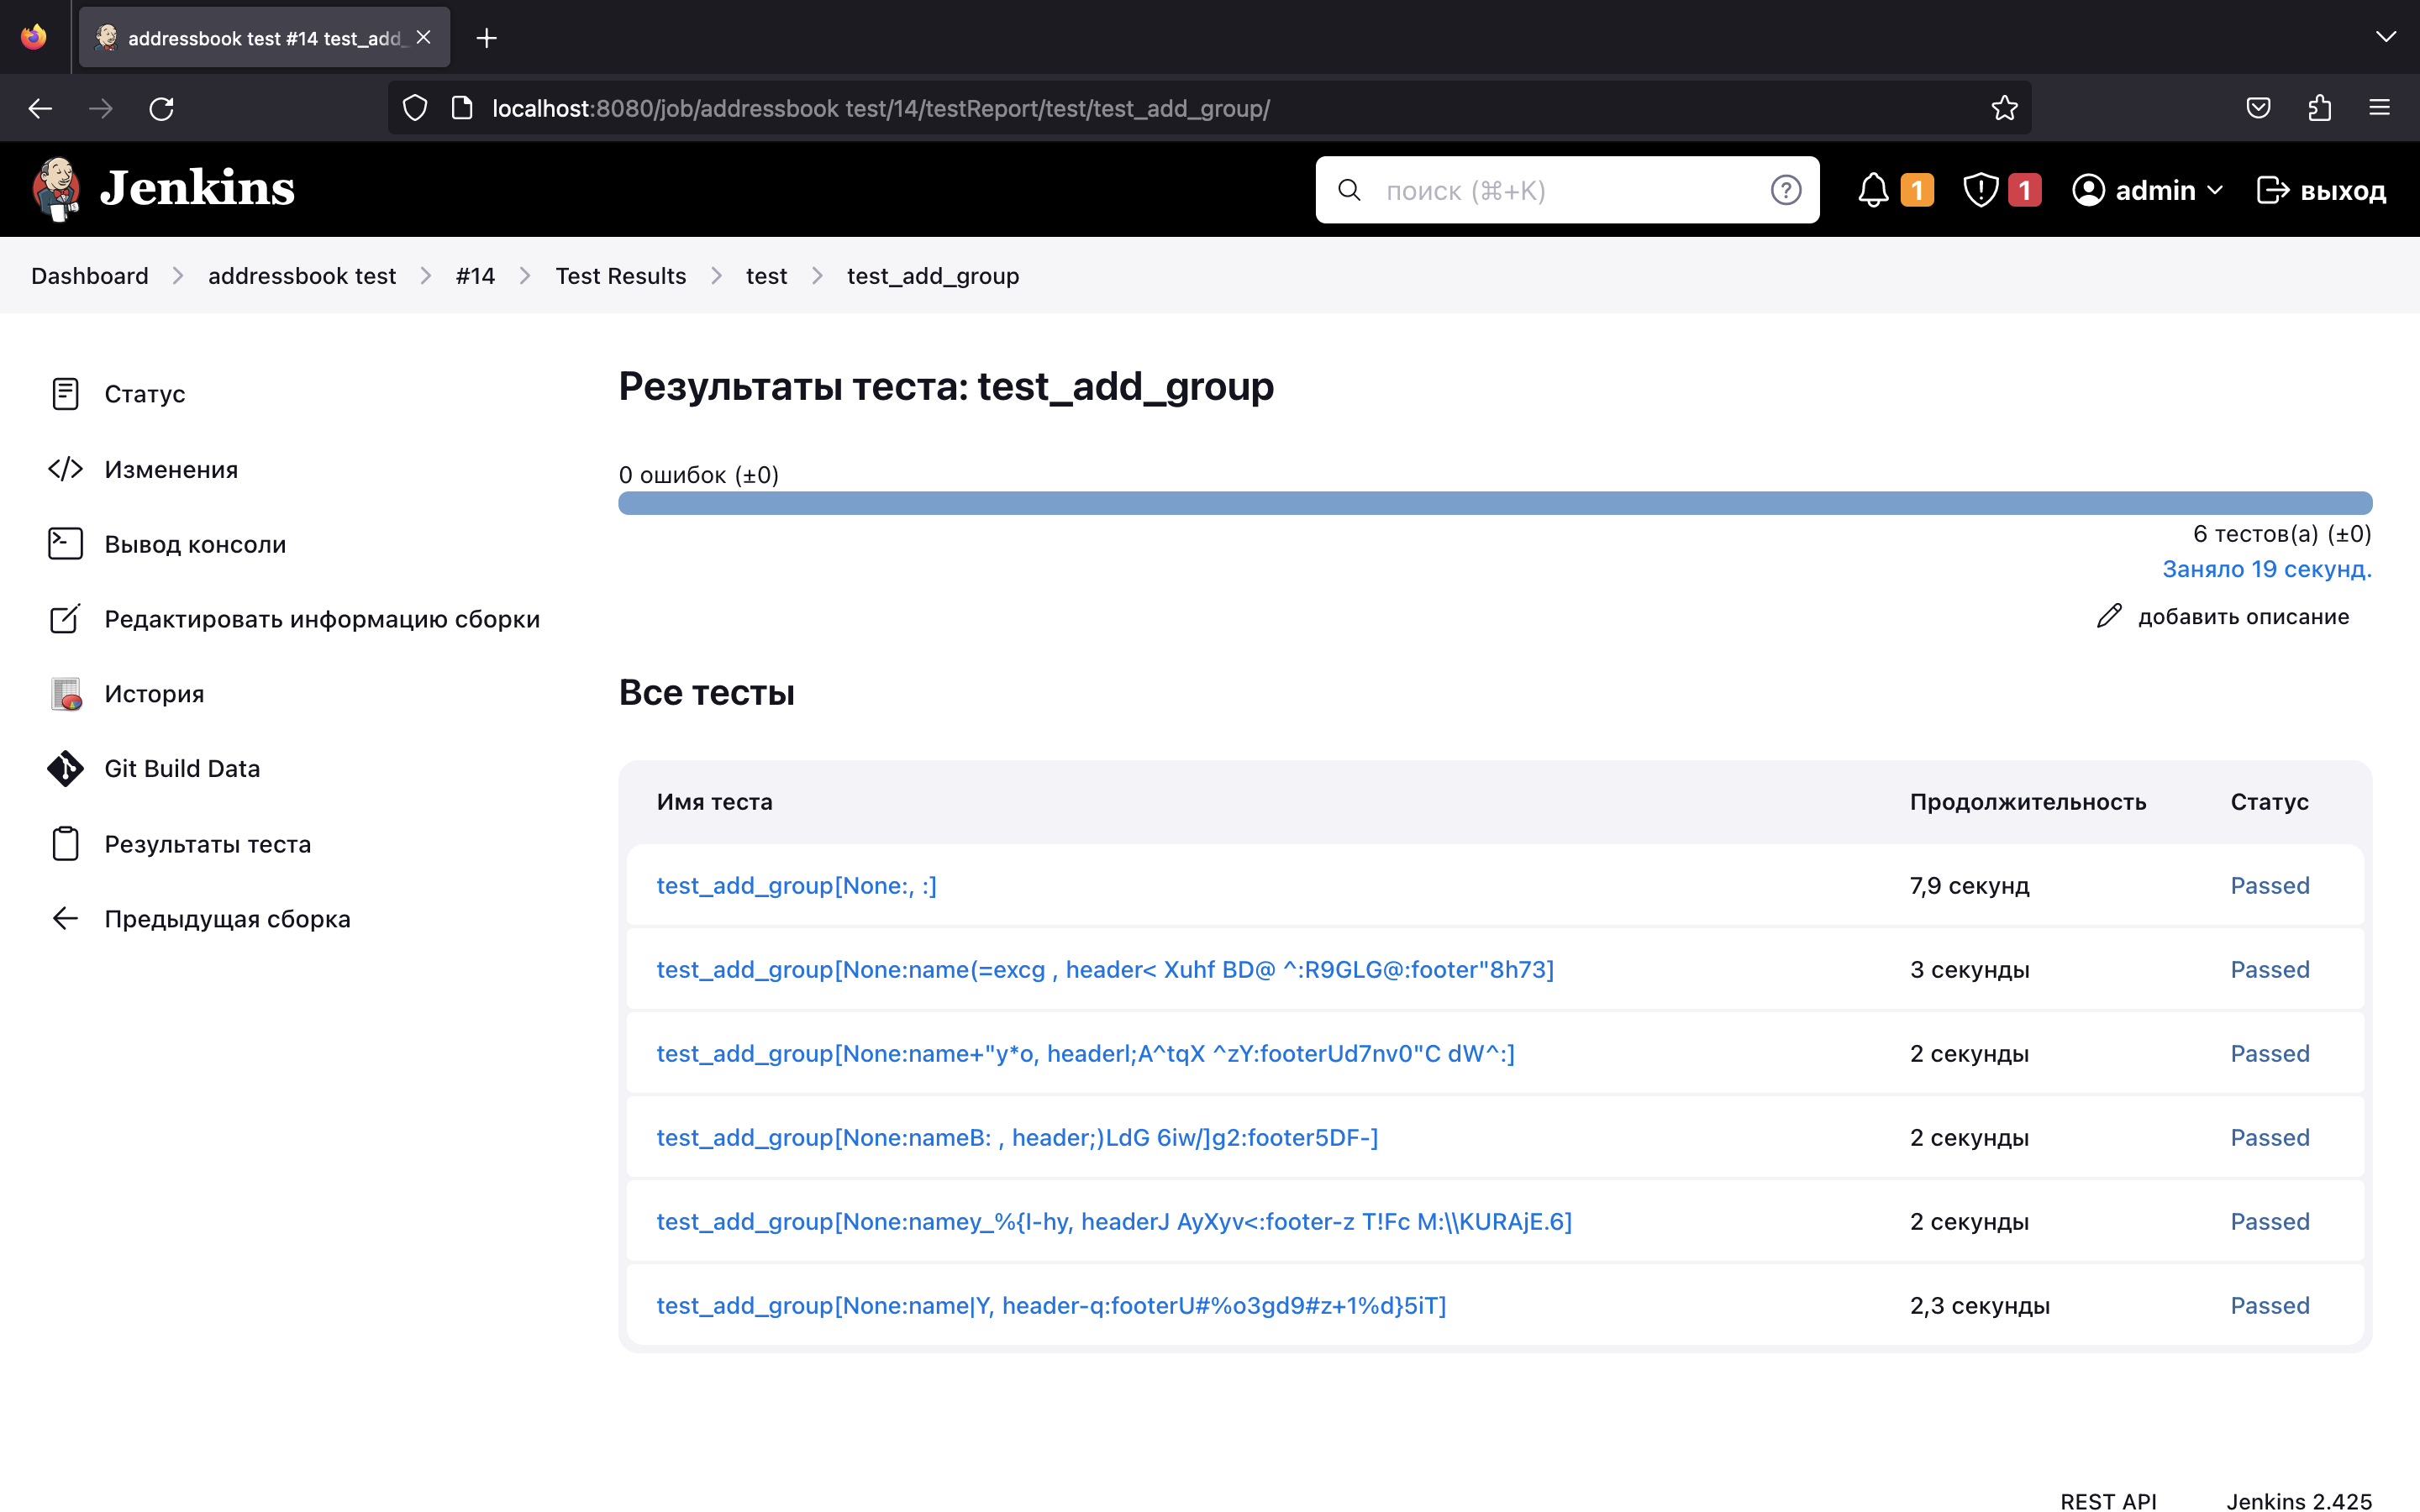 addressbook test #14 test_add_
localhost:8080/job/addressbook test/14/testReport/test/test_add_group/
Jenkins
поиск (⌘+K)
1
1
admin
выход
Dashboard
addressbook test
#14
Test Results
test
test_add_group
Статус
Изменения
Вывод консоли
Редактировать информацию сборки
История
Git Build Data
Результаты теста
Предыдущая сборка
Результаты теста: test_add_group
0 ошибок (±0)
6 тестов(а) (±0)
Заняло 19 секунд.
добавить описание
Все тесты
Имя теста Продолжительность Статус
test_add_group[None:, :] 7,9 секунд Passed
test_add_group[None:name(=excg , header< Xuhf BD@ ^:R9GLG@:footer"8h73] 3 секунды Passed
test_add_group[None:name+"y*o, headerl;A^tqX ^zY:footerUd7nv0"C dW^:] 2 секунды Passed
test_add_group[None:nameB: , header;)LdG 6iw/]g2:footer5DF-] 2 секунды Passed
test_add_group[None:namey_%{I-hy, headerJ AyXyv<:footer-z T!Fc M:\\KURAjE.6] 2 секунды Passed
test_add_group[None:name|Y, header-q:footerU#%o3gd9#z+1%d}5iT] 2,3 секунды Passed
REST API
Jenkins 2.425